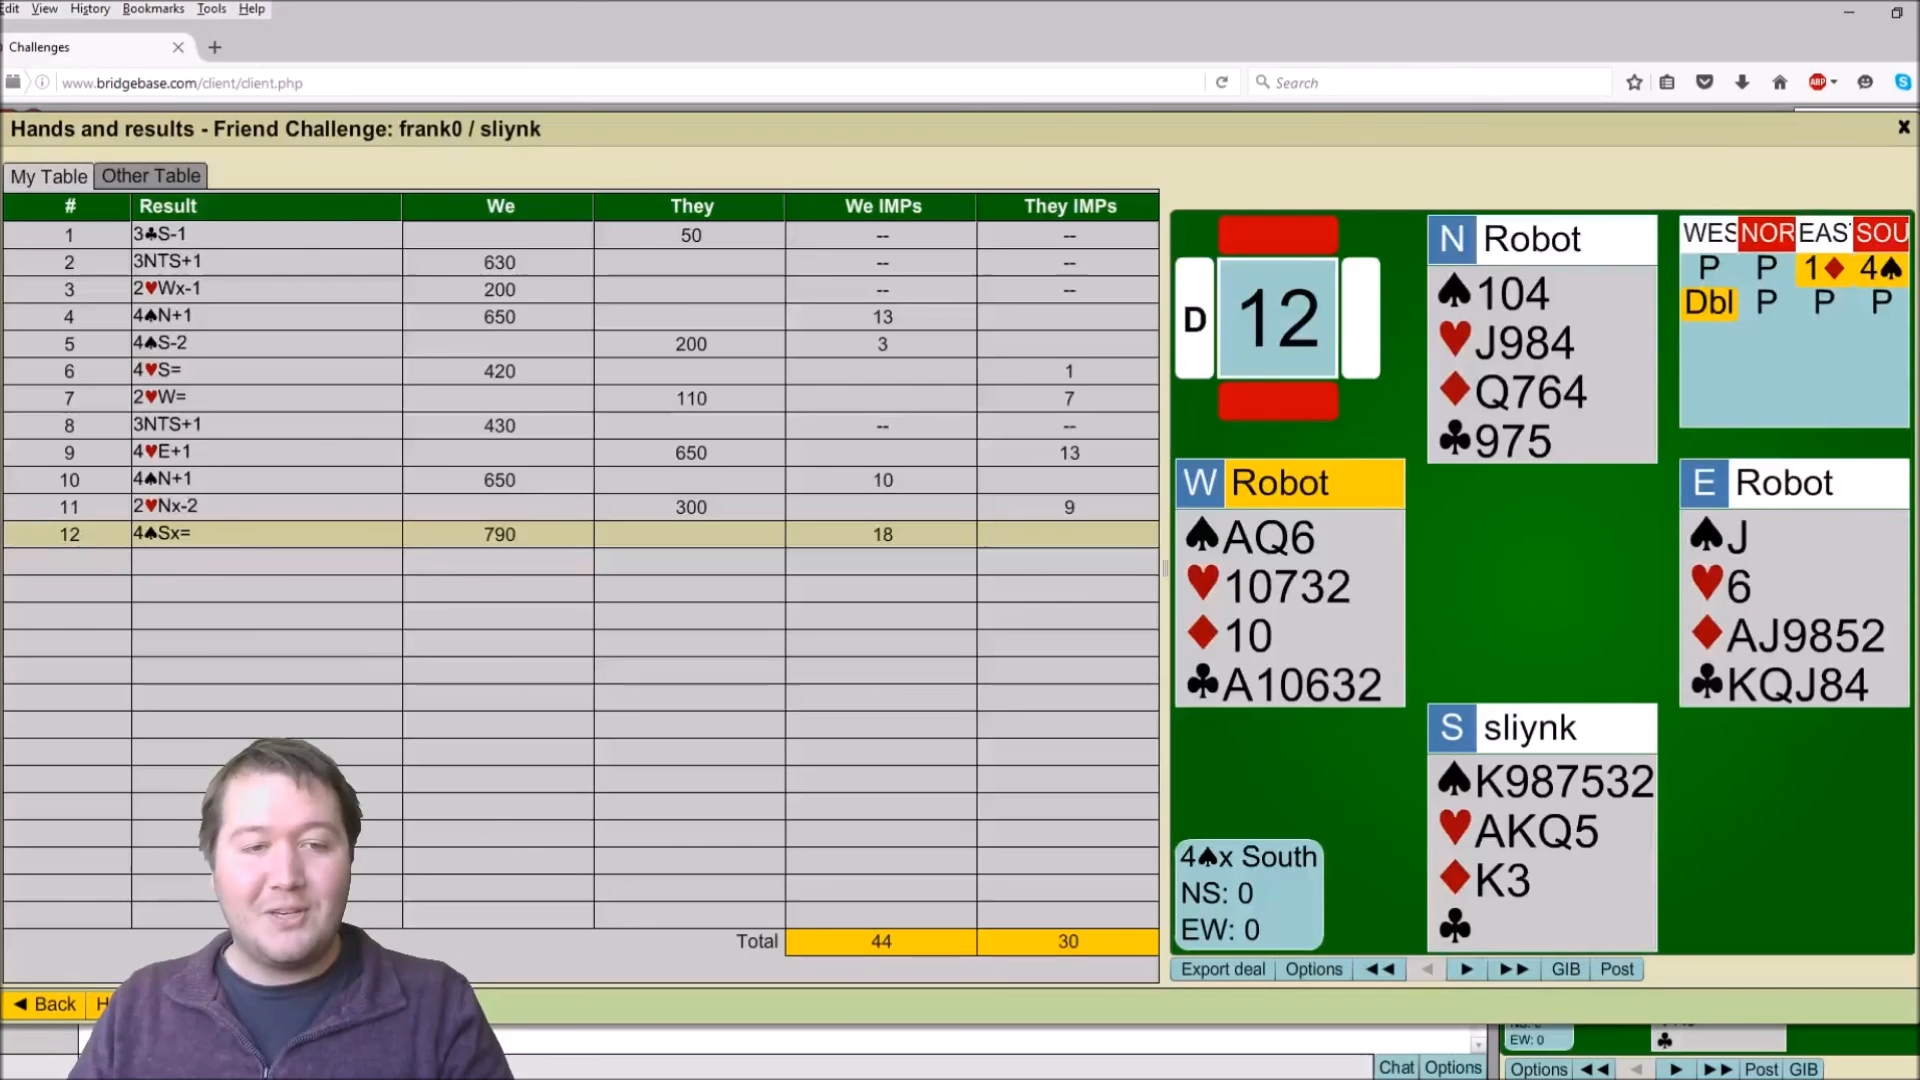 Edit View History Bookmarks Tools Help
Challenges
www.bridgebase.com/client/client.php Search ABP
Hands and results - Friend Challenge: frank0 / sliynk x
My Table Other Table
# Result We They We IMPs They IMPs
1 3♣S-1 50 -- --
2 3NTS+1 630 -- --
3 2♥Wx-1 200 -- --
4 4♠N+1 650 13
5 4♠S-2 200 3
6 4♥S= 420 1
7 2♥W= 110 7
8 3NTS+1 430 -- --
9 4♥E+1 650 13
10 4♠N+1 650 10
11 2♥Nx-2 300 9
12 4♠Sx= 790 18
Total 44 30
D 12
N Robot
♠104
♥J984
♦Q764
♣975
WES NOR EAS SOU
P P 1♦ 4♠
Dbl P P P
W Robot
♠AQ6
♥10732
♦10
♣A10632
E Robot
♠J
♥6
♦AJ9852
♣KQJ84
S sliynk
♠K987532
♥AKQ5
♦K3
♣
4♠x South
NS: 0
EW: 0
Export deal Options GIB Post
Back
EW: 0
Chat Options
Options Post GIB